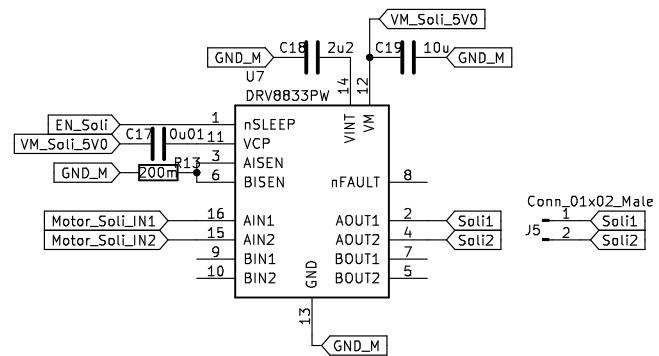 VM_Soli_5V0
GND_M
C18
2u2
C19
10u
GND_M
U7
DRV8833PW
14
12
VINT
VM
EN_Soli
1
nSLEEP
VM_Soli_5V0
C17
0u01
11
VCP
GND_M
200m
R13
3
AISEN
6
BISEN
nFAULT
8
Motor_Soli_IN1
16
AIN1
AOUT1
2
Soli1
Motor_Soli_IN2
15
AIN2
AOUT2
4
Soli2
9
BIN1
BOUT1
7
10
BIN2
BOUT2
5
GND
13
GND_M
Conn_01x02_Male
J5
1
Soli1
2
Soli2